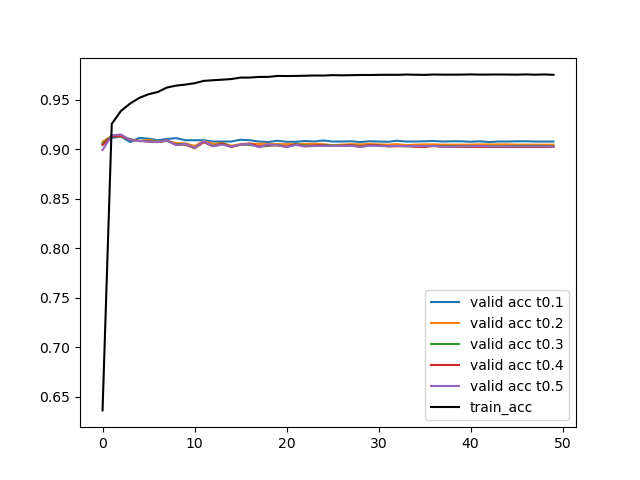 0.95
0.90
0.85
0.80
0.75
0.70
0.65
0
10
20
30
40
50
valid acc t0.1
valid acc t0.2
valid acc t0.3
valid acc t0.4
valid acc t0.5
train_acc